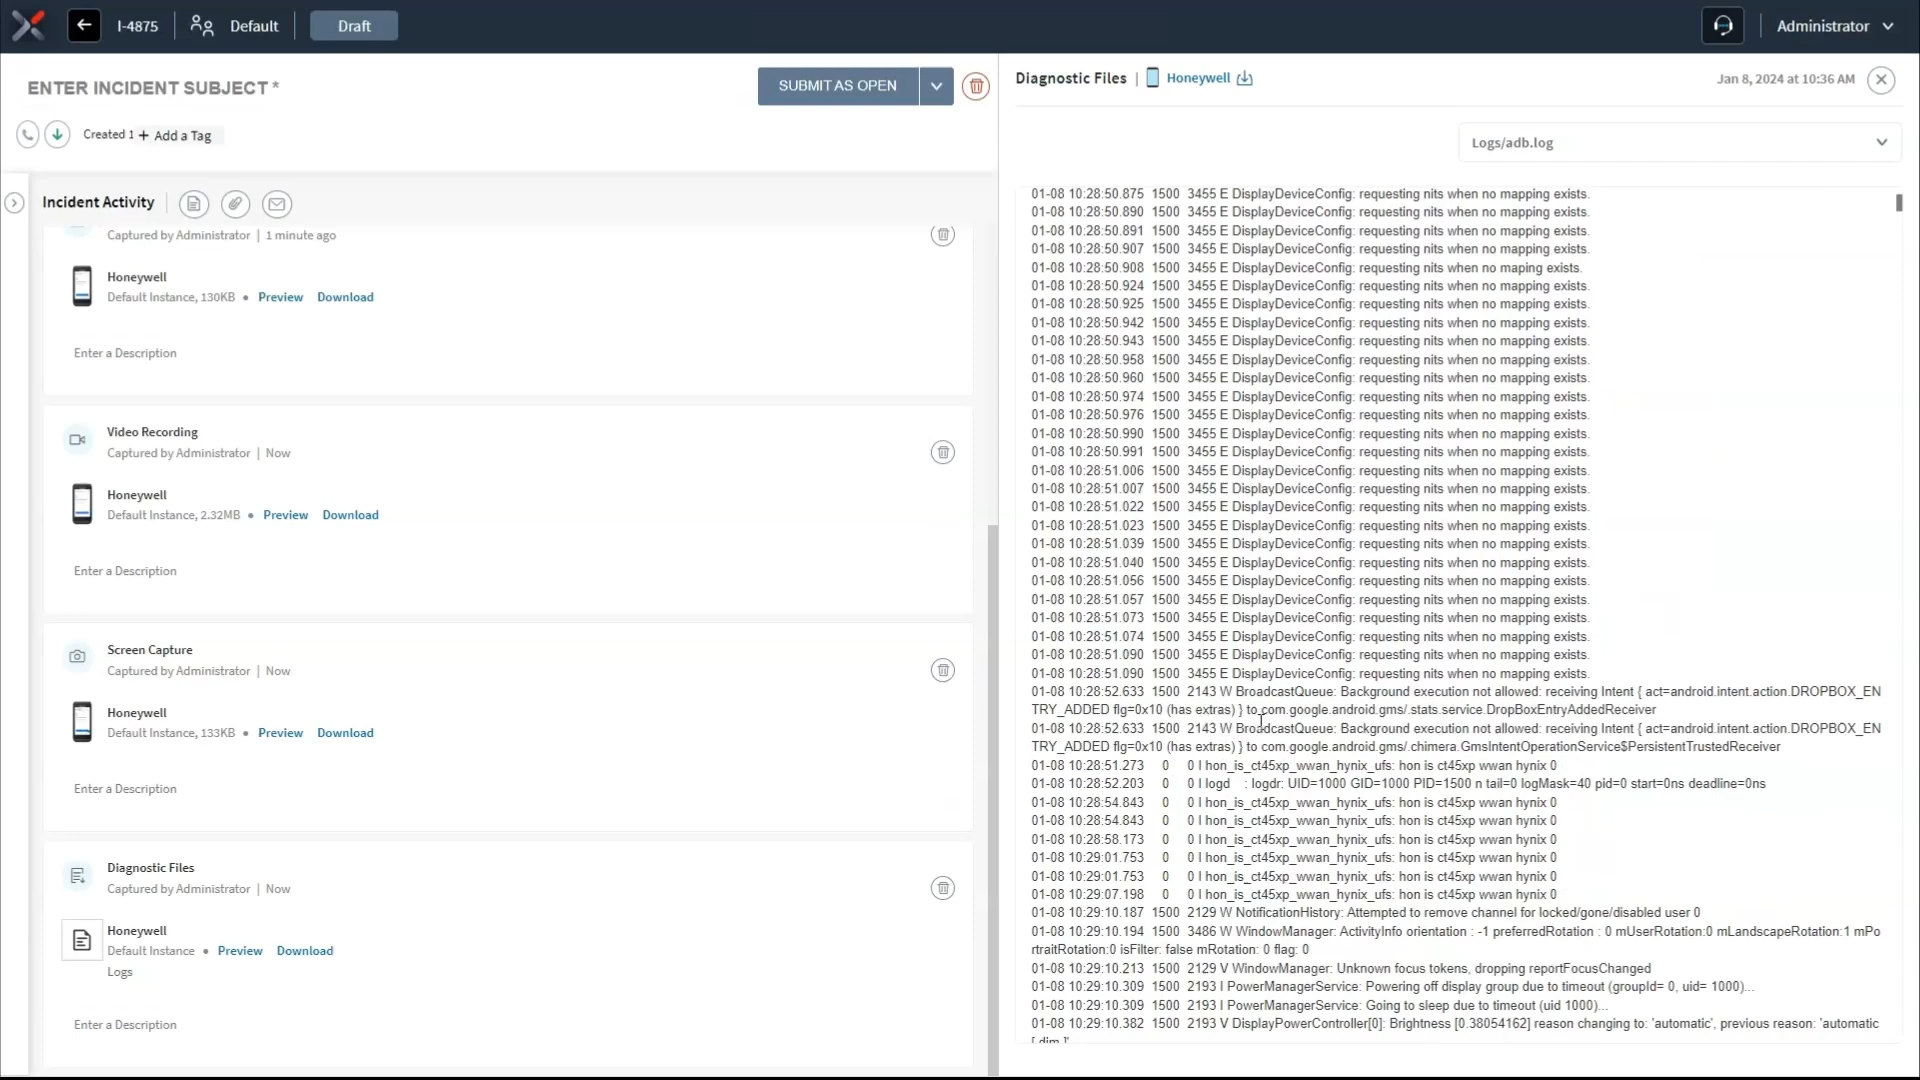 I-4875
Default
Draft
Administrator
ENTER INCIDENT SUBJECT *
SUBMIT AS OPEN
Created 1
+ Add a Tag
Incident Activity
Captured by Administrator | 1 minute ago
Honeywell
Default Instance, 130KB • Preview Download
Enter a Description
Video Recording
Captured by Administrator | Now
Honeywell
Default Instance, 2.32MB • Preview Download
Enter a Description
Screen Capture
Captured by Administrator | Now
Honeywell
Default Instance, 133KB • Preview Download
Enter a Description
Diagnostic Files
Captured by Administrator | Now
Honeywell
Default Instance • Preview Download
Logs
Enter a Description
Diagnostic Files | Honeywell
Jan 8, 2024 at 10:36 AM
Logs/adb.log
01-08 10:28:50.875 1500 3455 E DisplayDeviceConfig: requesting nits when no mapping exists.
01-08 10:28:50.890 1500 3455 E DisplayDeviceConfig: requesting nits when no mapping exists.
01-08 10:28:50.891 1500 3455 E DisplayDeviceConfig: requesting nits when no mapping exists.
01-08 10:28:50.907 1500 3455 E DisplayDeviceConfig: requesting nits when no mapping exists.
01-08 10:28:50.908 1500 3455 E DisplayDeviceConfig: requesting nits when no maping exists.
01-08 10:28:50.924 1500 3455 E DisplayDeviceConfig: requesting nits when no mapping exists.
01-08 10:28:50.925 1500 3455 E DisplayDeviceConfig: requesting nits when no mapping exists.
01-08 10:28:50.942 1500 3455 E DisplayDeviceConfig: requesting nits when no mapping exists.
01-08 10:28:50.943 1500 3455 E DisplayDeviceConfig: requesting nits when no mapping exists.
01-08 10:28:50.958 1500 3455 E DisplayDeviceConfig: requesting nits when no mapping exists.
01-08 10:28:50.960 1500 3455 E DisplayDeviceConfig: requesting nits when no mapping exists.
01-08 10:28:50.974 1500 3455 E DisplayDeviceConfig: requesting nits when no mapping exists.
01-08 10:28:50.976 1500 3455 E DisplayDeviceConfig: requesting nits when no mapping exists.
01-08 10:28:50.990 1500 3455 E DisplayDeviceConfig: requesting nits when no mapping exists.
01-08 10:28:50.991 1500 3455 E DisplayDeviceConfig: requesting nits when no mapping exists.
01-08 10:28:51.006 1500 3455 E DisplayDeviceConfig: requesting nits when no mapping exists.
01-08 10:28:51.007 1500 3455 E DisplayDeviceConfig: requesting nits when no mapping exists.
01-08 10:28:51.022 1500 3455 E DisplayDeviceConfig: requesting nits when no mapping exists.
01-08 10:28:51.023 1500 3455 E DisplayDeviceConfig: requesting nits when no mapping exists.
01-08 10:28:51.039 1500 3455 E DisplayDeviceConfig: requesting nits when no mapping exists.
01-08 10:28:51.040 1500 3455 E DisplayDeviceConfig: requesting nits when no mapping exists.
01-08 10:28:51.056 1500 3455 E DisplayDeviceConfig: requesting nits when no mapping exists.
01-08 10:28:51.057 1500 3455 E DisplayDeviceConfig: requesting nits when no mapping exists.
01-08 10:28:51.073 1500 3455 E DisplayDeviceConfig: requesting nits when no mapping exists.
01-08 10:28:51.074 1500 3455 E DisplayDeviceConfig: requesting nits when no mapping exists.
01-08 10:28:51.090 1500 3455 E DisplayDeviceConfig: requesting nits when no mapping exists.
01-08 10:28:51.090 1500 3455 E DisplayDeviceConfig: requesting nits when no mapping exists.
01-08 10:28:52.633 1500 2143 W BroadcastQueue: Background execution not allowed: receiving Intent { act=android.intent.action.DROPBOX_EN
TRY_ADDED flg=0x10 (has extras) } to com.google.android.gms/.stats.service.DropBoxEntryAddedReceiver
01-08 10:28:52.633 1500 2143 W BroadcastQueue: Background execution not allowed: receiving Intent { act=android.intent.action.DROPBOX_EN
TRY_ADDED flg=0x10 (has extras) } to com.google.android.gms/.chimera.GmsIntentOperationService$PersistentTrustedReceiver
01-08 10:28:51.273 0 0 I hon_is_ct45xp_wwan_hynix_ufs: hon is ct45xp wwan hynix 0
01-08 10:28:52.203 0 0 I logd : logdr: UID=1000 GID=1000 PID=1500 n tail=0 logMask=40 pid=0 start=0ns deadline=0ns
01-08 10:28:54.843 0 0 I hon_is_ct45xp_wwan_hynix_ufs: hon is ct45xp wwan hynix 0
01-08 10:28:54.843 0 0 I hon_is_ct45xp_wwan_hynix_ufs: hon is ct45xp wwan hynix 0
01-08 10:28:58.173 0 0 I hon_is_ct45xp_wwan_hynix_ufs: hon is ct45xp wwan hynix 0
01-08 10:29:01.753 0 0 I hon_is_ct45xp_wwan_hynix_ufs: hon is ct45xp wwan hynix 0
01-08 10:29:01.753 0 0 I hon_is_ct45xp_wwan_hynix_ufs: hon is ct45xp wwan hynix 0
01-08 10:29:07.198 0 0 I hon_is_ct45xp_wwan_hynix_ufs: hon is ct45xp wwan hynix 0
01-08 10:29:10.187 1500 2129 W NotificationHistory: Attempted to remove channel for locked/gone/disabled user 0
01-08 10:29:10.194 1500 3486 W WindowManager: ActivityInfo orientation : -1 preferredRotation : 0 mUserRotation:0 mLandscapeRotation:1 mPo
rtraitRotation:0 isFilter: false mRotation: 0 flag: 0
01-08 10:29:10.213 1500 2129 V WindowManager: Unknown focus tokens, dropping reportFocusChanged
01-08 10:29:10.309 1500 2193 I PowerManagerService: Powering off display group due to timeout (groupId= 0, uid= 1000)...
01-08 10:29:10.309 1500 2193 I PowerManagerService: Going to sleep due to timeout (uid 1000)...
01-08 10:29:10.382 1500 2193 V DisplayPowerController[0]: Brightness [0.38054162] reason changing to: 'automatic', previous reason: 'automatic
[ dim ]'.